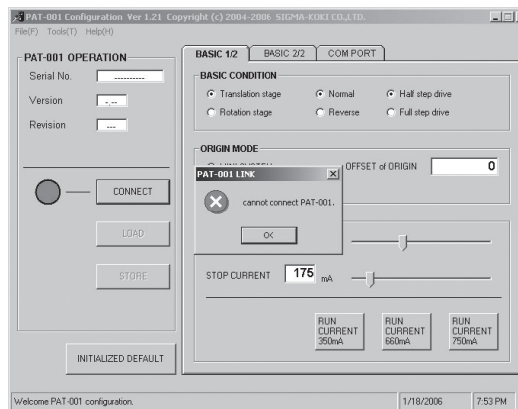 PAT-001 Configuration Ver 1.21 Copyright (c) 2004-2006 SIGMA-KOKI CO.,LTD.
File(F) Tools(T) Help(H)
PAT-001 OPERATION
Serial No. ----------
Version -.--
Revision ---
CONNECT
LOAD
STORE
INITIALIZED DEFAULT
BASIC 1/2 BASIC 2/2 COM PORT
BASIC CONDITION
Translation stage Normal Half step drive
Rotation stage Reverse Full step drive
ORIGIN MODE
OFFSET of ORIGIN 0
PAT-001 LINK
cannot connect PAT-001.
OK
STOP CURRENT 175 mA
RUN CURRENT 350mA
RUN CURRENT 660mA
RUN CURRENT 750mA
Welcome PAT-001 configuration. 1/18/2006 7:53 PM